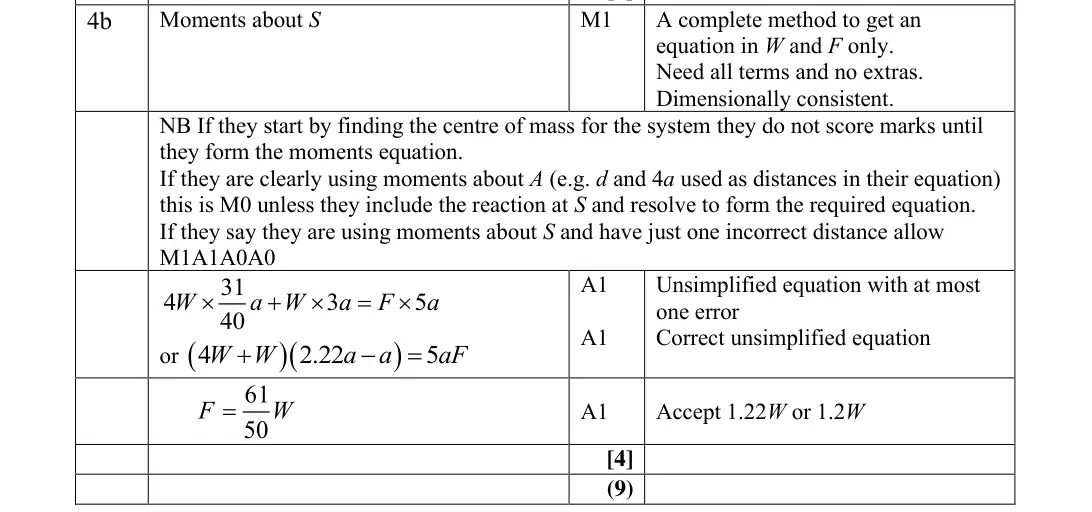 4b Moments about S M1 A complete method to get an
equation in W and F only.
Need all terms and no extras.
Dimensionally consistent.
NB If they start by finding the centre of mass for the system they do not score marks until
they form the moments equation.
If they are clearly using moments about A (e.g. d and 4a used as distances in their equation)
this is M0 unless they include the reaction at S and resolve to form the required equation.
If they say they are using moments about S and have just one incorrect distance allow
M1A1A0A0
4W × 31/40 a + W × 3a = F × 5a A1 Unsimplified equation with at most
one error
or (4W + W)(2.22a − a) = 5aF A1 Correct unsimplified equation
F = 61/50 W A1 Accept 1.22W or 1.2W
[4]
(9)